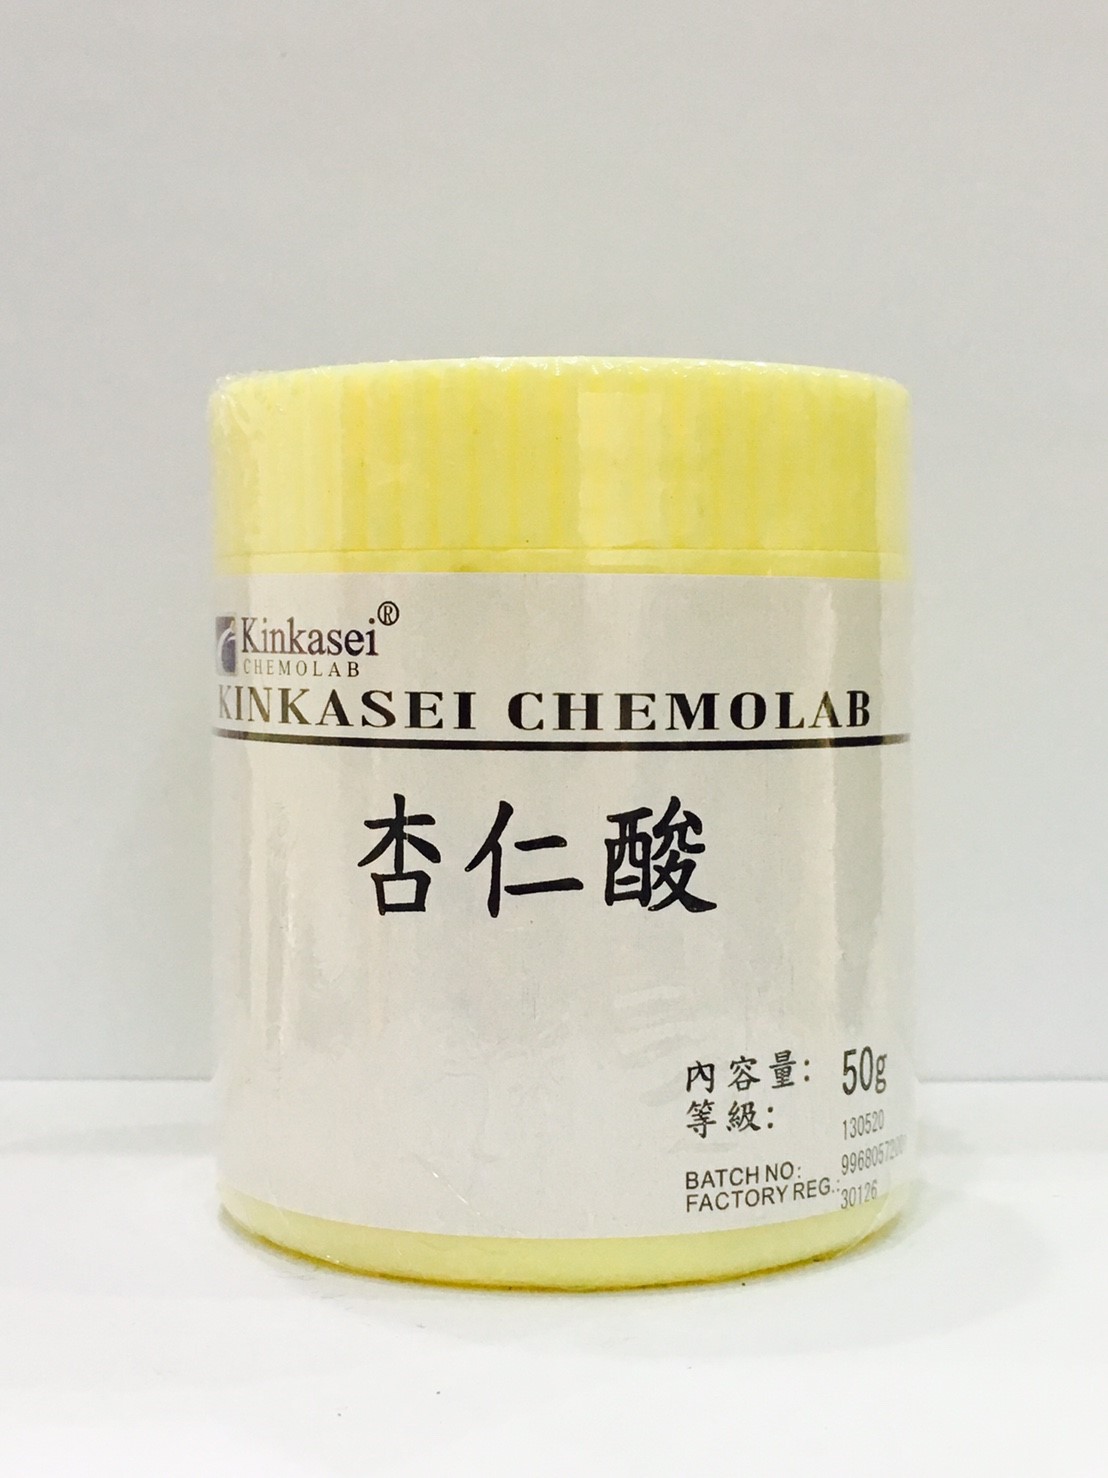 Kinkasei®
CHEMOLAB
KINKASEI CHEMOLAB
杏仁酸
內容量: 50g
等級: 130520
BATCH NO: 996805720
FACTORY REG.: 30126